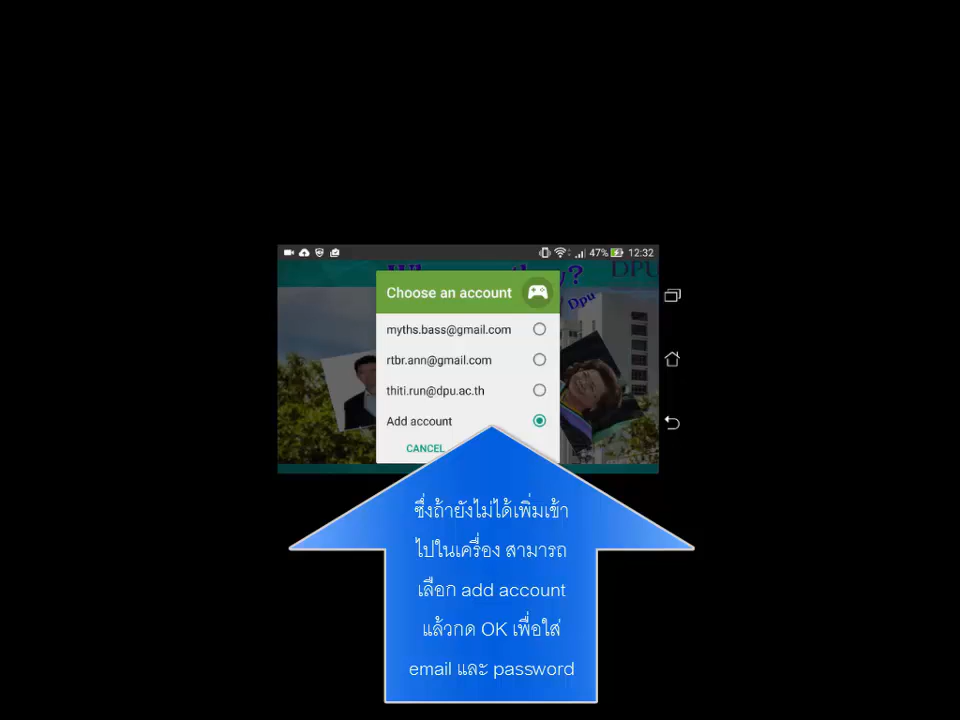 47% 12:32
DPU
Dpu
Choose an account
myths.bass@gmail.com
rtbr.ann@gmail.com
thiti.run@dpu.ac.th
Add account
CANCEL
ซึ่งถ้ายังไม่ได้เพิ่มเข้า
ไปในเครื่อง สามารถ
เลือก add account
แล้วกด OK เพื่อใส่
email และ password